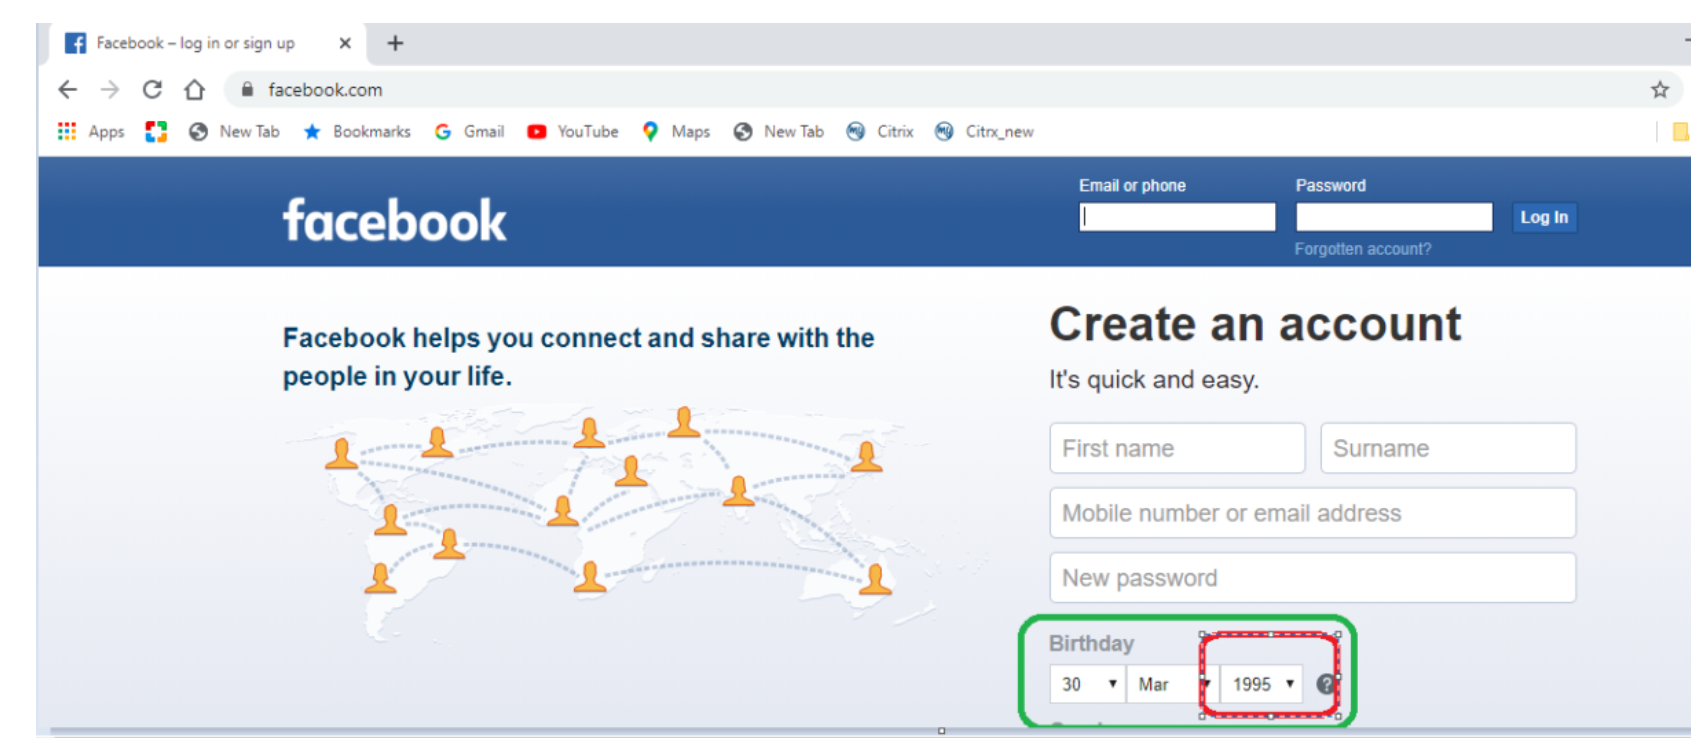 Facebook – log in or sign up
facebook.com
Apps New Tab Bookmarks Gmail YouTube Maps New Tab Citrix Citrx_new
Email or phone Password
facebook
Log In
Forgotten account?
Create an account
Facebook helps you connect and share with the
people in your life.
It's quick and easy.
First name Surname
Mobile number or email address
New password
Birthday
30 Mar 1995